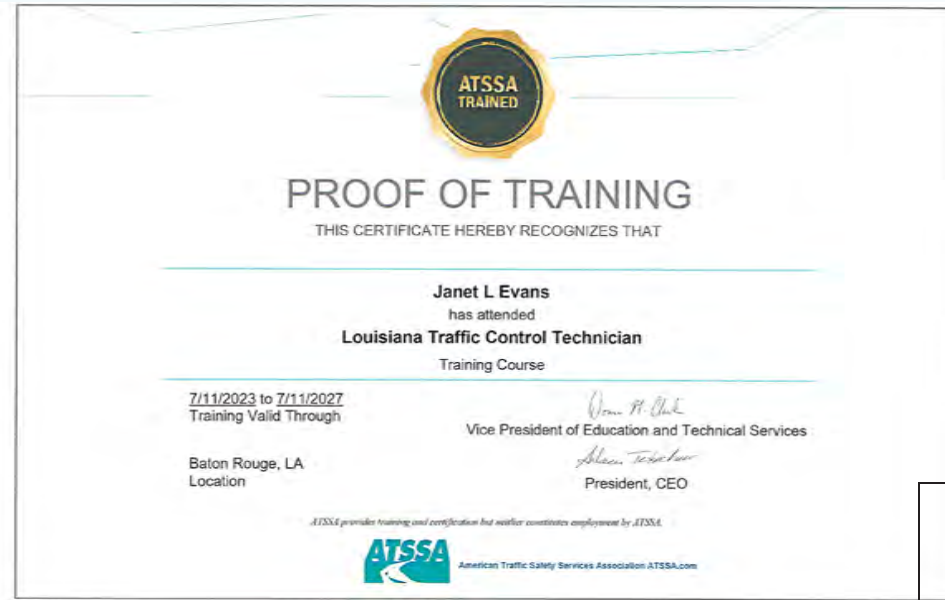 ATSSA
TRAINED
PROOF OF TRAINING
THIS CERTIFICATE HEREBY RECOGNIZES THAT
Janet L Evans
has attended
Louisiana Traffic Control Technician
Training Course
7/11/2023 to 7/11/2027
Training Valid Through
Vice President of Education and Technical Services
Baton Rouge, LA
Location
President, CEO
ATSSA provides training and certification but neither constitutes employment by ATSSA.
ATSSA
American Traffic Safety Services Association ATSSA.com